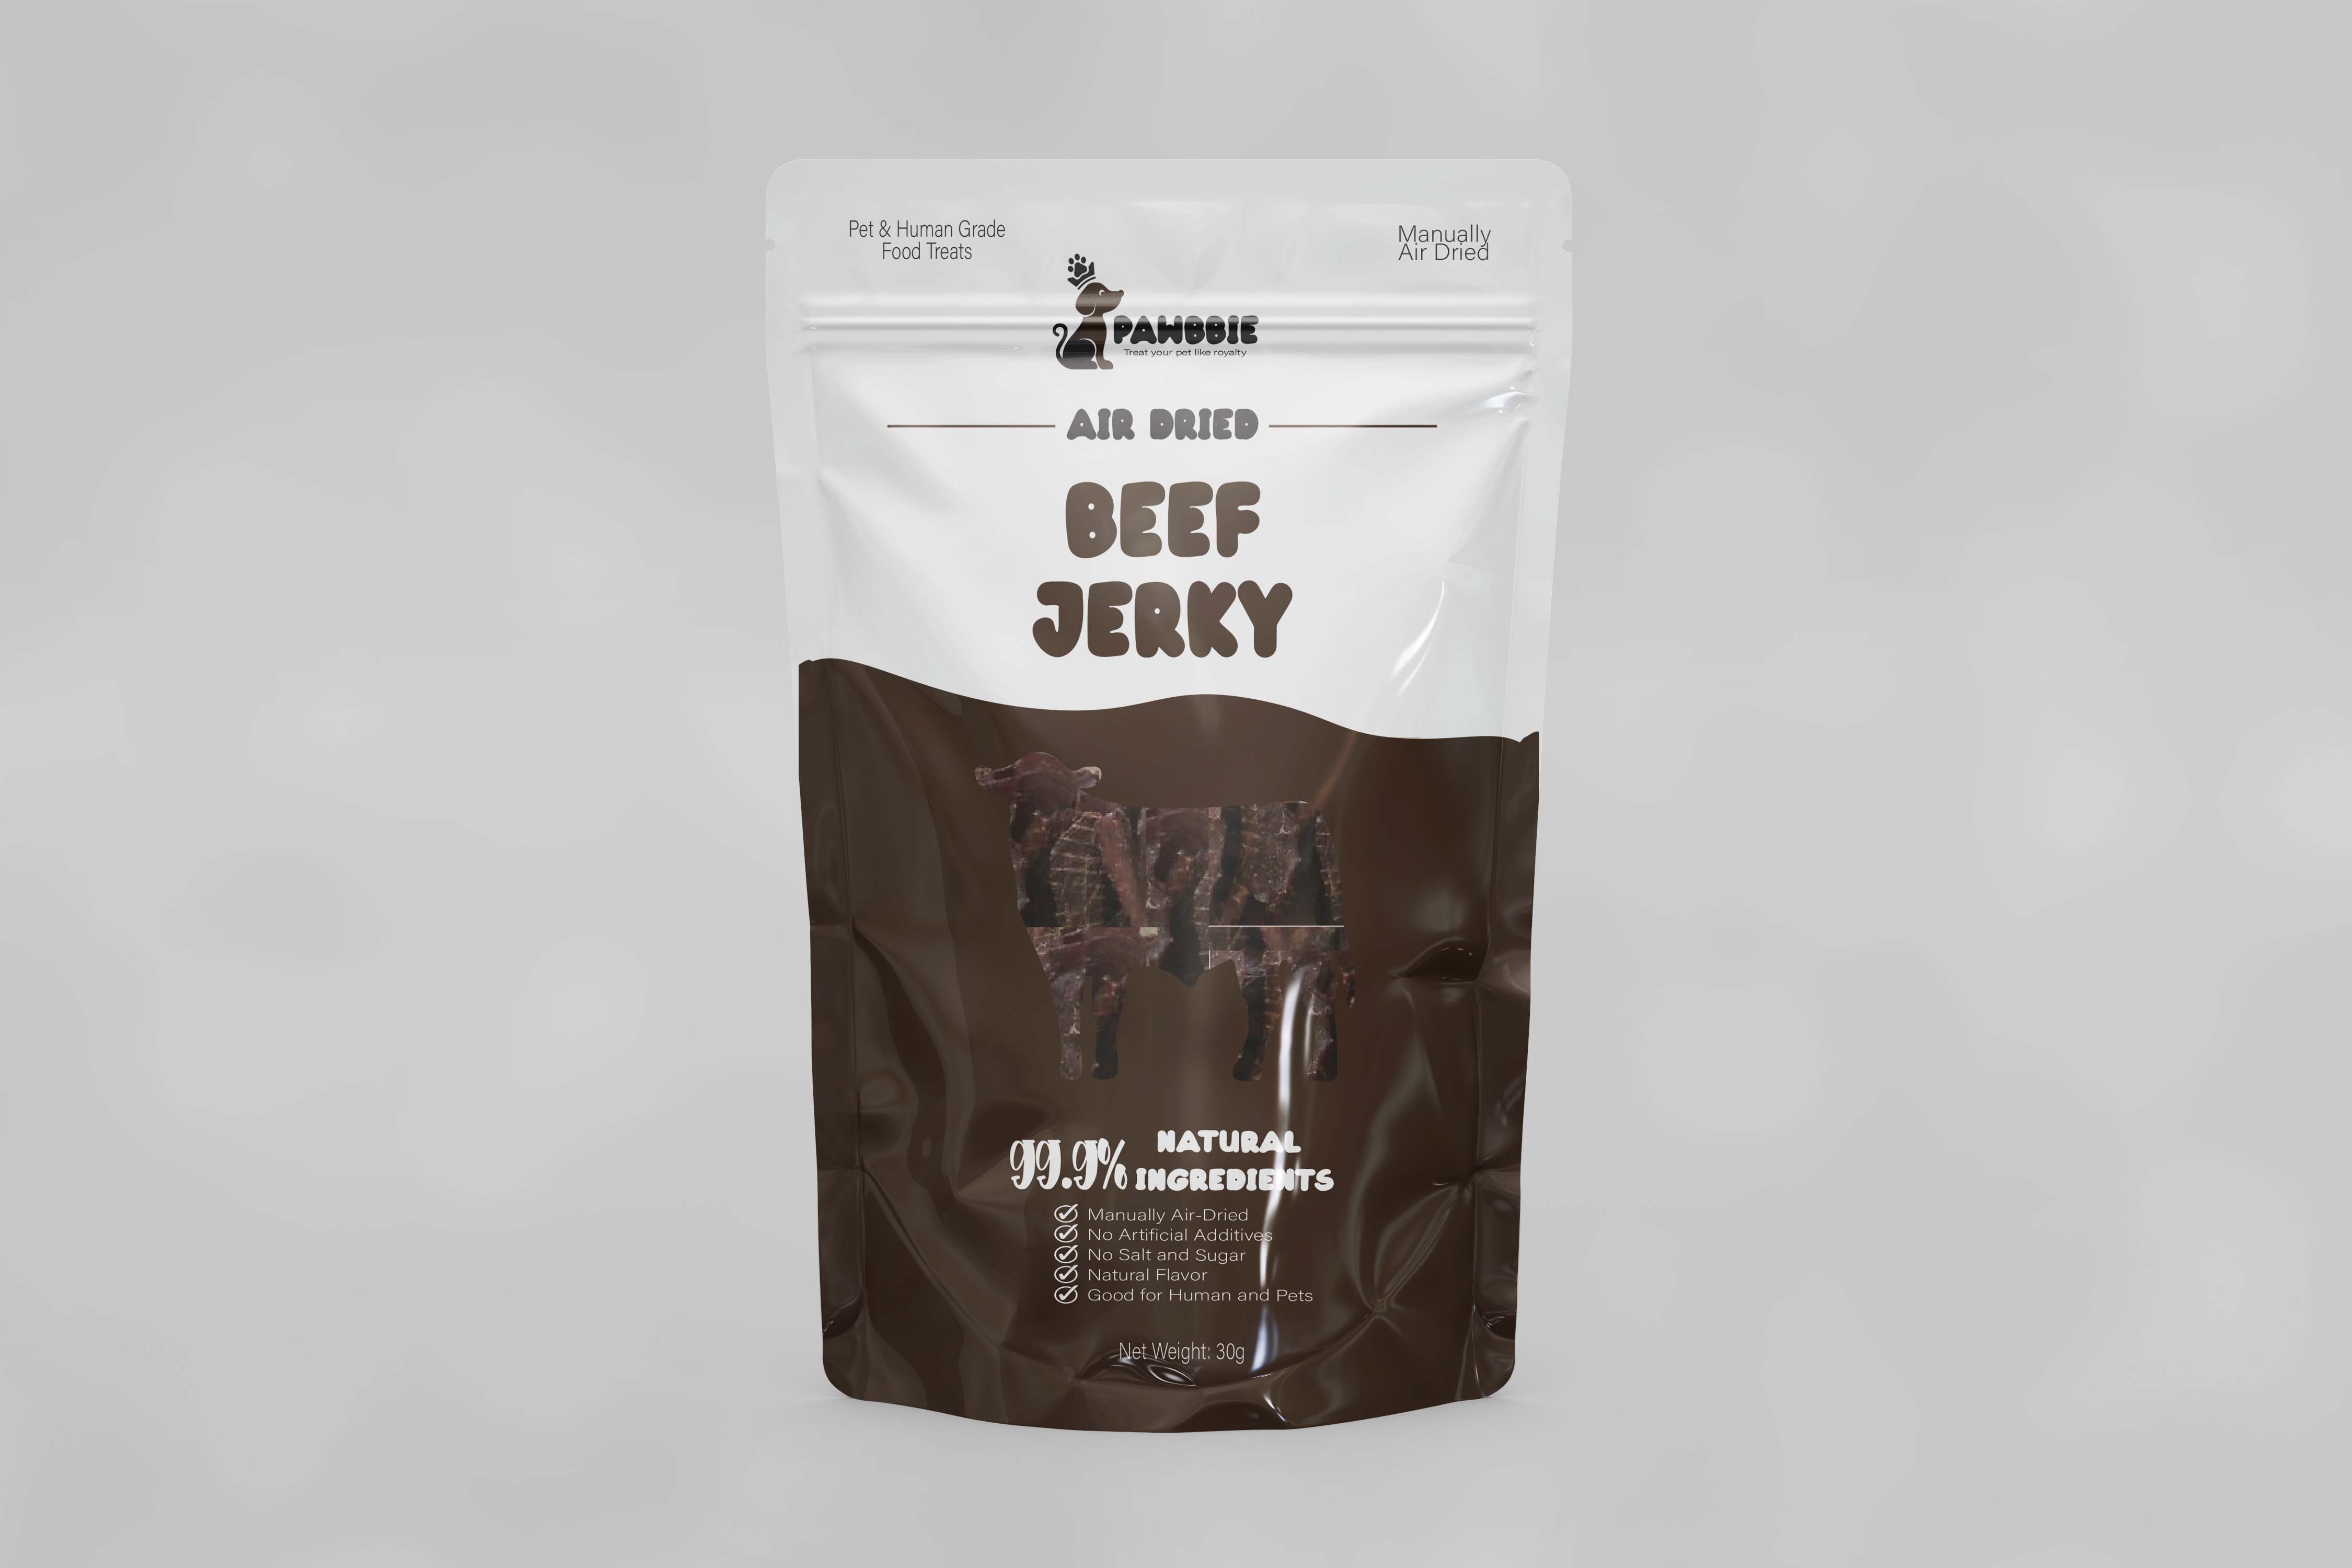 Pet & Human Grade
Food Treats
Manually
Air Dried
PAWBBIE
Treat your pet like royalty
AIR DRIED
BEEF
JERKY
99.9% NATURAL
INGREDIENTS
Manually Air-Dried
No Artificial Additives
No Salt and Sugar
Natural Flavor
Good for Human and Pets
Net Weight: 30g